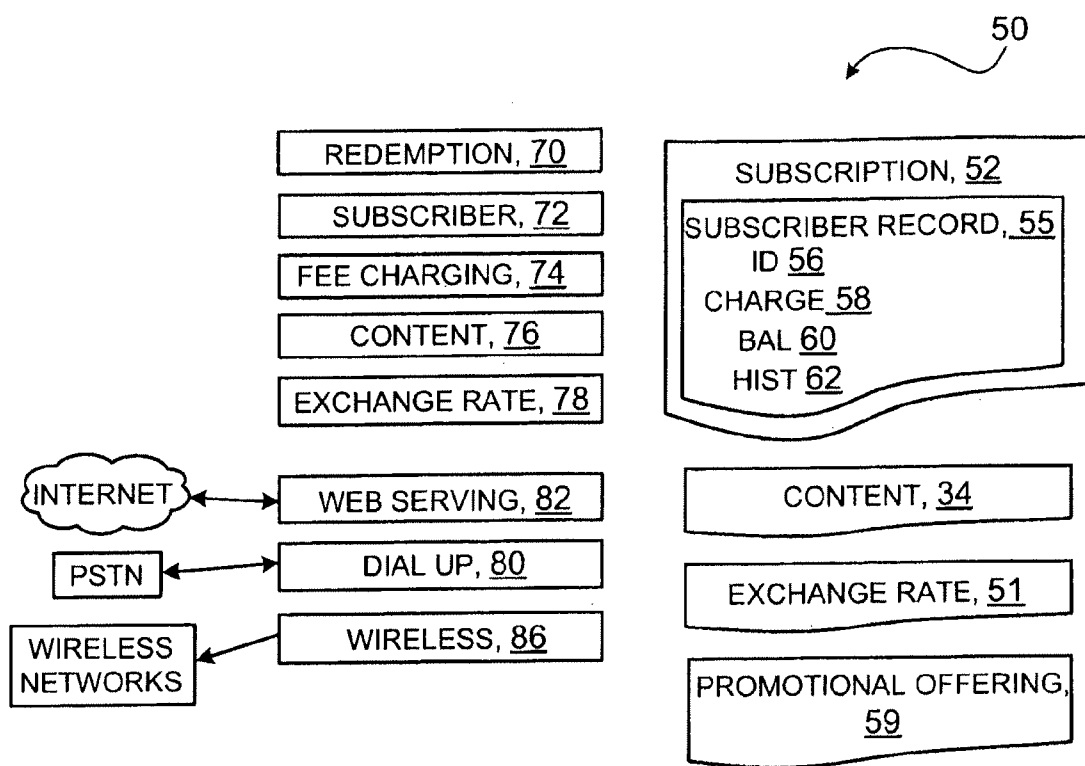 50
REDEMPTION, 70
SUBSCRIBER, 72
FEE CHARGING, 74
CONTENT, 76
EXCHANGE RATE, 78
INTERNET
WEB SERVING, 82
PSTN
DIAL UP, 80
WIRELESS
NETWORKS
WIRELESS, 86
SUBSCRIPTION, 52
SUBSCRIBER RECORD, 55
ID 56
CHARGE 58
BAL 60
HIST 62
CONTENT, 34
EXCHANGE RATE, 51
PROMOTIONAL OFFERING,
59